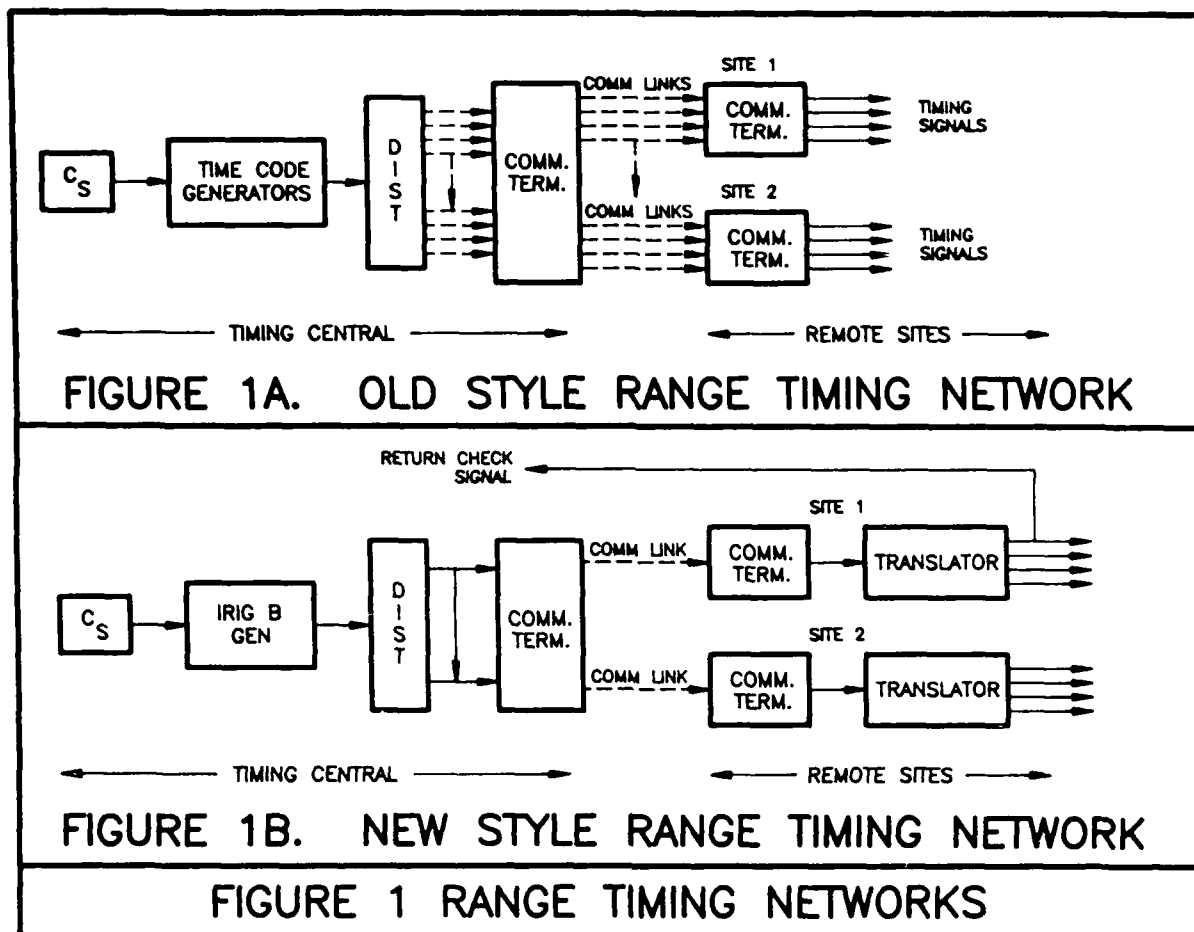 SITE 1
COMM LINKS
COMM.
TERM.
TIMING
SIGNALS
C_S
TIME CODE
GENERATORS
D
I
S
T
COMM.
TERM.
SITE 2
COMM LINKS
COMM.
TERM.
TIMING
SIGNALS
TIMING CENTRAL
REMOTE SITES
FIGURE 1A. OLD STYLE RANGE TIMING NETWORK
RETURN CHECK
SIGNAL
SITE 1
COMM LINK
COMM.
TERM.
TRANSLATOR
C_S
IRIG B
GEN
D
I
S
T
COMM.
TERM.
SITE 2
COMM LINK
COMM.
TERM.
TRANSLATOR
TIMING CENTRAL
REMOTE SITES
FIGURE 1B. NEW STYLE RANGE TIMING NETWORK
FIGURE 1 RANGE TIMING NETWORKS